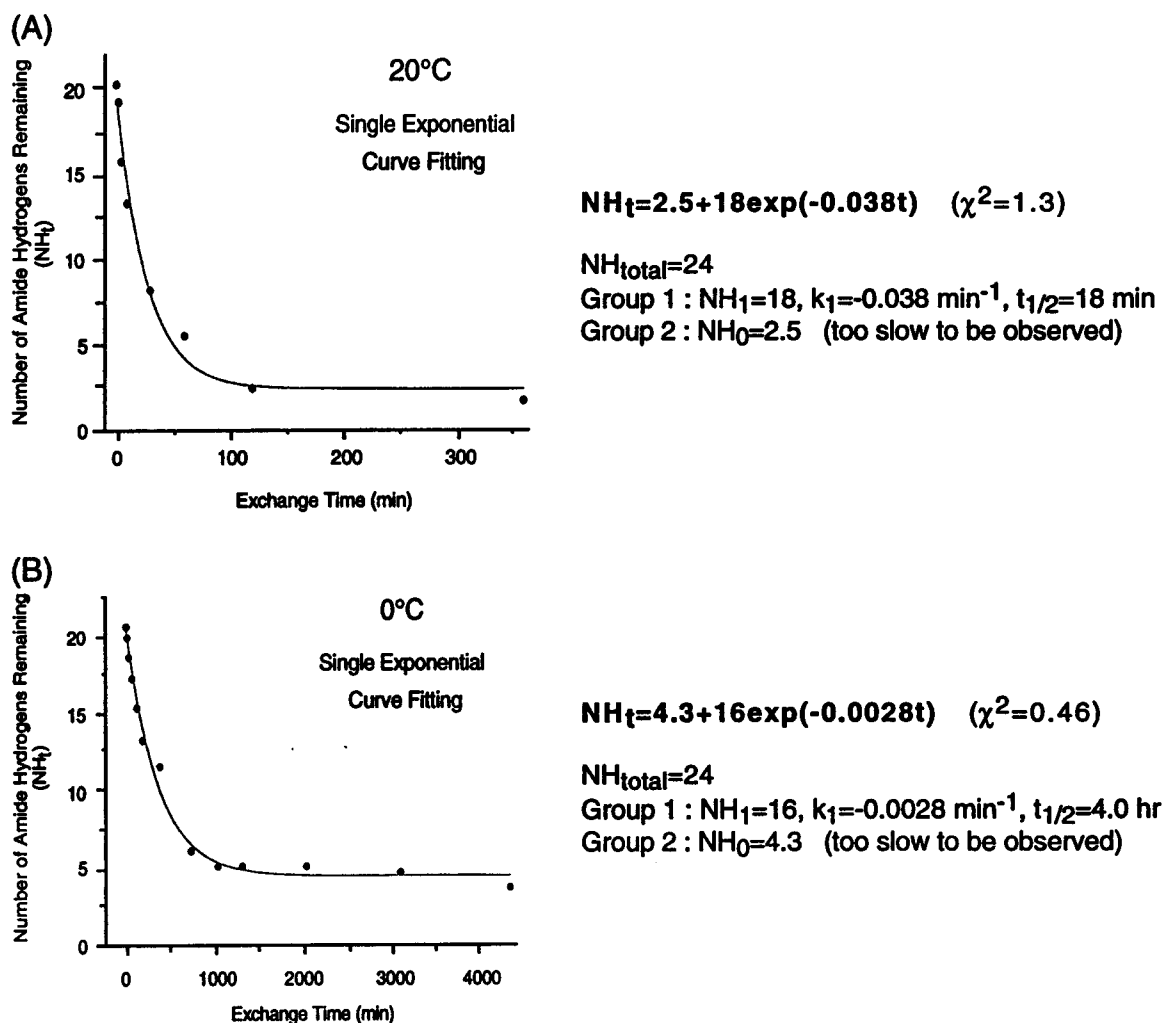 (A)
20°C
Single Exponential
Curve Fitting
Number of Amide Hydrogens Remaining
(NHt)
20
15
10
5
0
0 100 200 300
Exchange Time (min)
NHt=2.5+18exp(-0.038t) (χ2=1.3)
NHtotal=24
Group 1 : NH1=18, k1=-0.038 min-1, t1/2=18 min
Group 2 : NH0=2.5 (too slow to be observed)
(B)
0°C
Single Exponential
Curve Fitting
Number of Amide Hydrogens Remaining
(NHt)
20
15
10
5
0
0 1000 2000 3000 4000
Exchange Time (min)
NHt=4.3+16exp(-0.0028t) (χ2=0.46)
NHtotal=24
Group 1 : NH1=16, k1=-0.0028 min-1, t1/2=4.0 hr
Group 2 : NH0=4.3 (too slow to be observed)